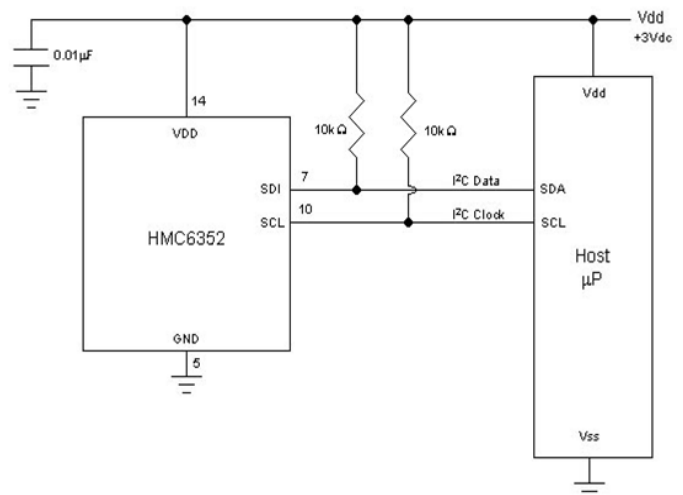 Vdd
+3Vdc
0.01µF
14
VDD
10kΩ
10kΩ
Vdd
7
SDI
I²C Data
SDA
10
SCL
I²C Clock
SCL
HMC6352
Host
µP
GND
5
Vss